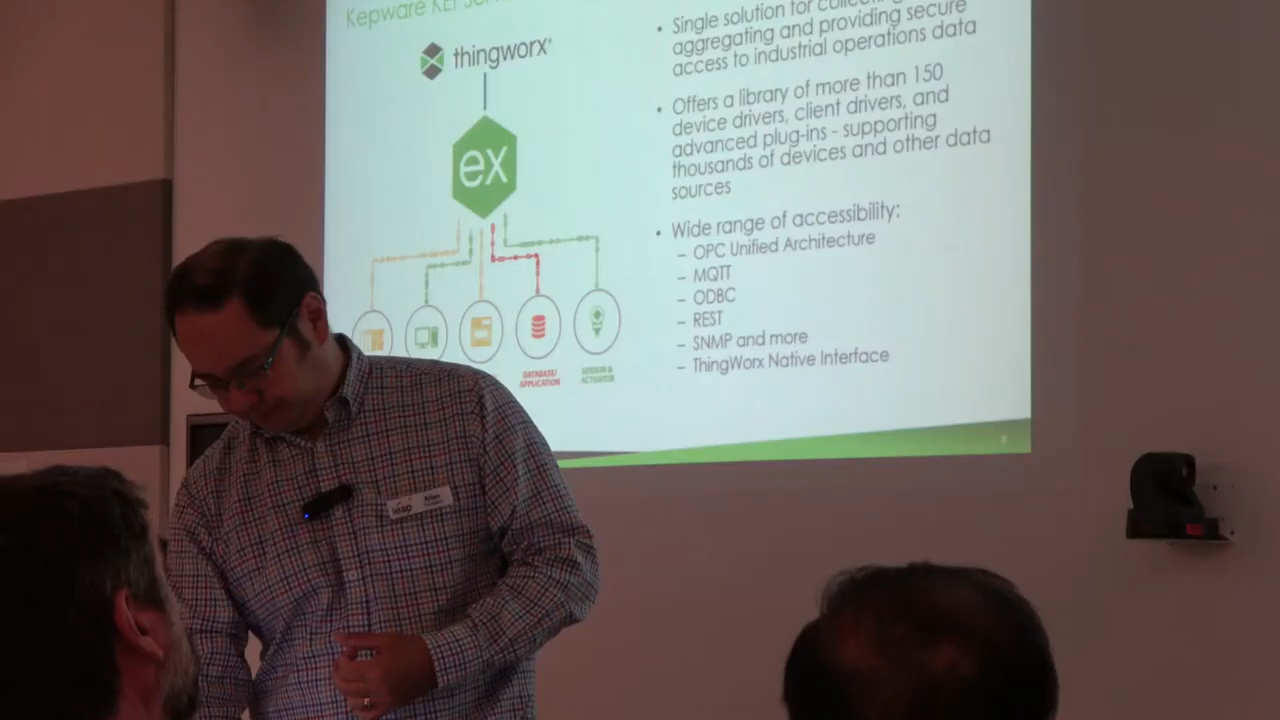 Kepware
Single solution for
aggregating and providing secure
access to industrial operations data
Offers a library of more than 150
device drivers, client drivers, and
advanced plug-ins - supporting
thousands of devices and other data
sources
Wide range of accessibility:
– OPC Unified Architecture
– MQTT
– ODBC
– REST
– SNMP and more
– ThingWorx Native Interface
thingworx
ex
DATABASE/
APPLICATION
SENSOR &
ACTUATOR
leap